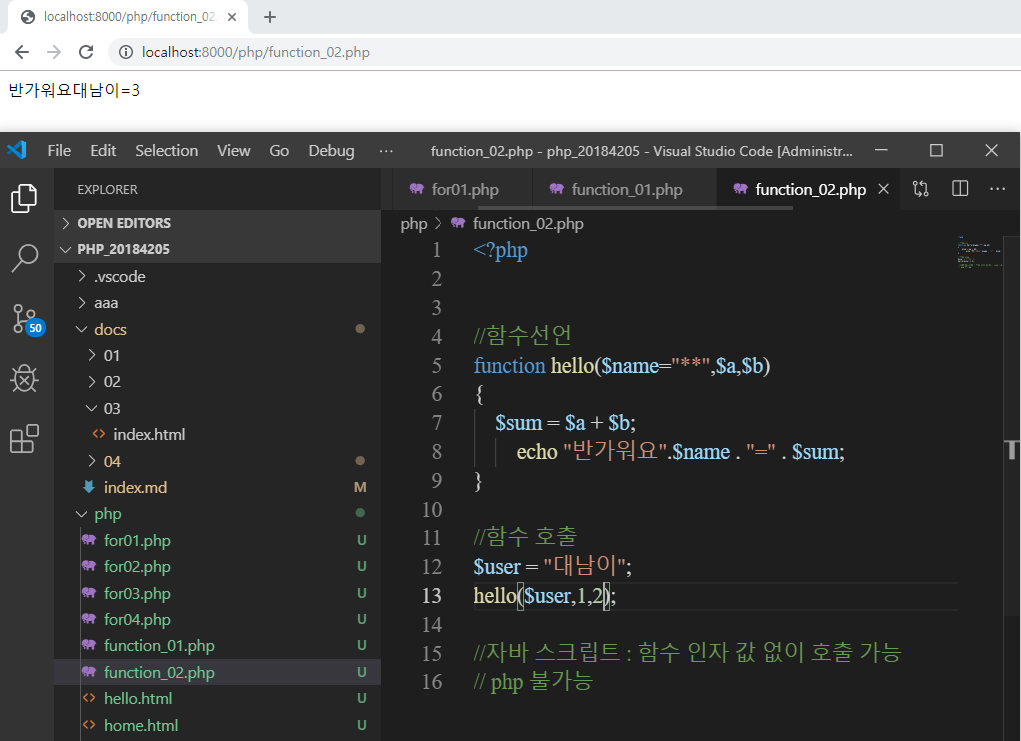 localhost:8000/php/function_02.
localhost:8000/php/function_02.php
반가워요대남이=3
File Edit Selection View Go Debug ··· function_02.php - php_20184205 - Visual Studio Code [Administr...
EXPLORER
OPEN EDITORS
PHP_20184205
.vscode
aaa
docs
01
02
03
index.html
04
index.md M
php
for01.php U
for02.php U
for03.php U
for04.php U
function_01.php U
function_02.php U
hello.html U
home.html U
50
for01.php function_01.php function_02.php ···
php > function_02.php
1 <?php
2
3
4 //함수선언
5 function hello($name="**",$a,$b)
6 {
7 $sum = $a + $b;
8 echo "반가워요".$name . "=" . $sum;
9 }
10
11 //함수 호출
12 $user = "대남이";
13 hello($user,1,2);
14
15 //자바 스크립트 : 함수 인자 값 없이 호출 가능
16 // php 불가능